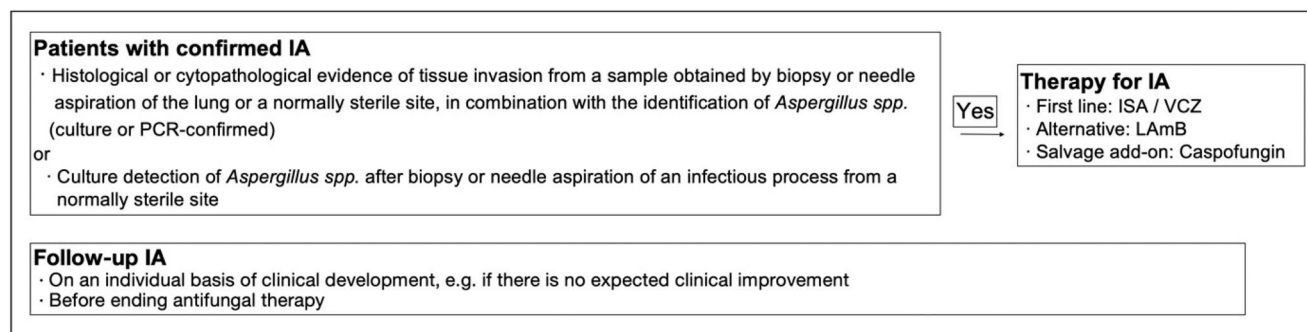 Patients with confirmed IA
· Histological or cytopathological evidence of tissue invasion from a sample obtained by biopsy or needle
aspiration of the lung or a normally sterile site, in combination with the identification of Aspergillus spp.
(culture or PCR-confirmed)
or
· Culture detection of Aspergillus spp. after biopsy or needle aspiration of an infectious process from a
normally sterile site
Yes
Therapy for IA
· First line: ISA / VCZ
· Alternative: LAmB
· Salvage add-on: Caspofungin
Follow-up IA
· On an individual basis of clinical development, e.g. if there is no expected clinical improvement
· Before ending antifungal therapy